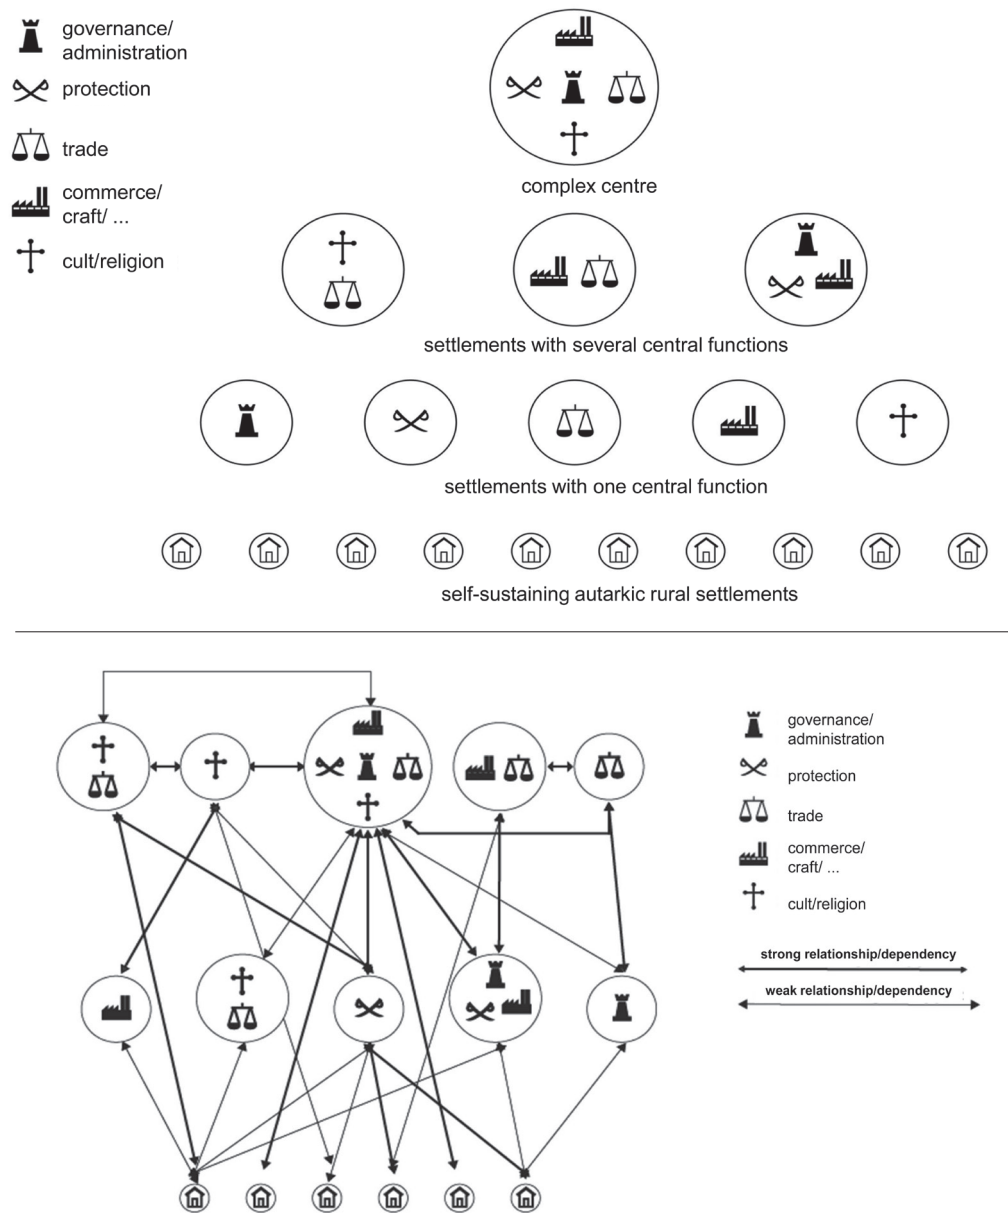 governance/
administration
protection
trade
commerce/
craft/ ...
cult/religion
complex centre
settlements with several central functions
settlements with one central function
self-sustaining autarkic rural settlements
governance/
administration
protection
trade
commerce/
craft/ ...
cult/religion
strong relationship/dependency
weak relationship/dependency